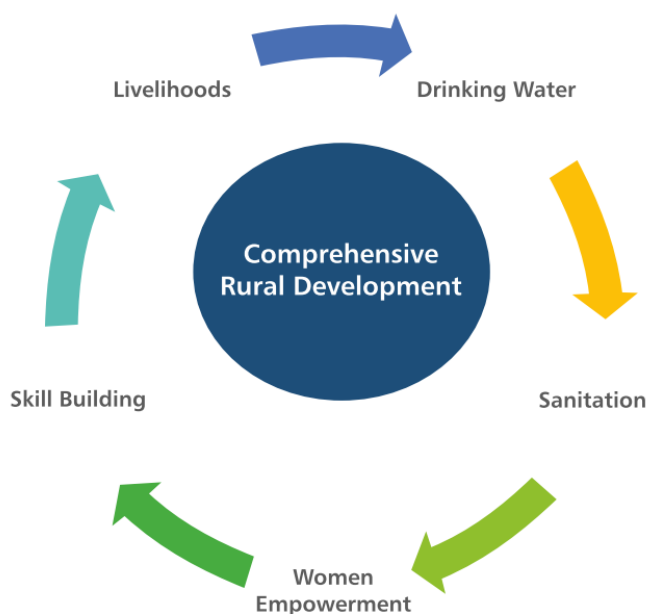 Livelihoods
Drinking Water
Comprehensive
Rural Development
Skill Building
Sanitation
Women
Empowerment